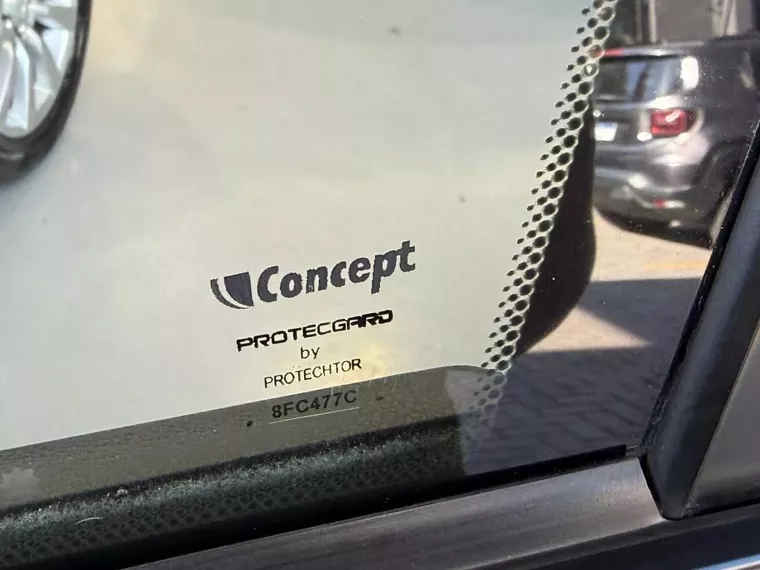 Concept
PROTECGARD
by
PROTECHTOR
8FC477C